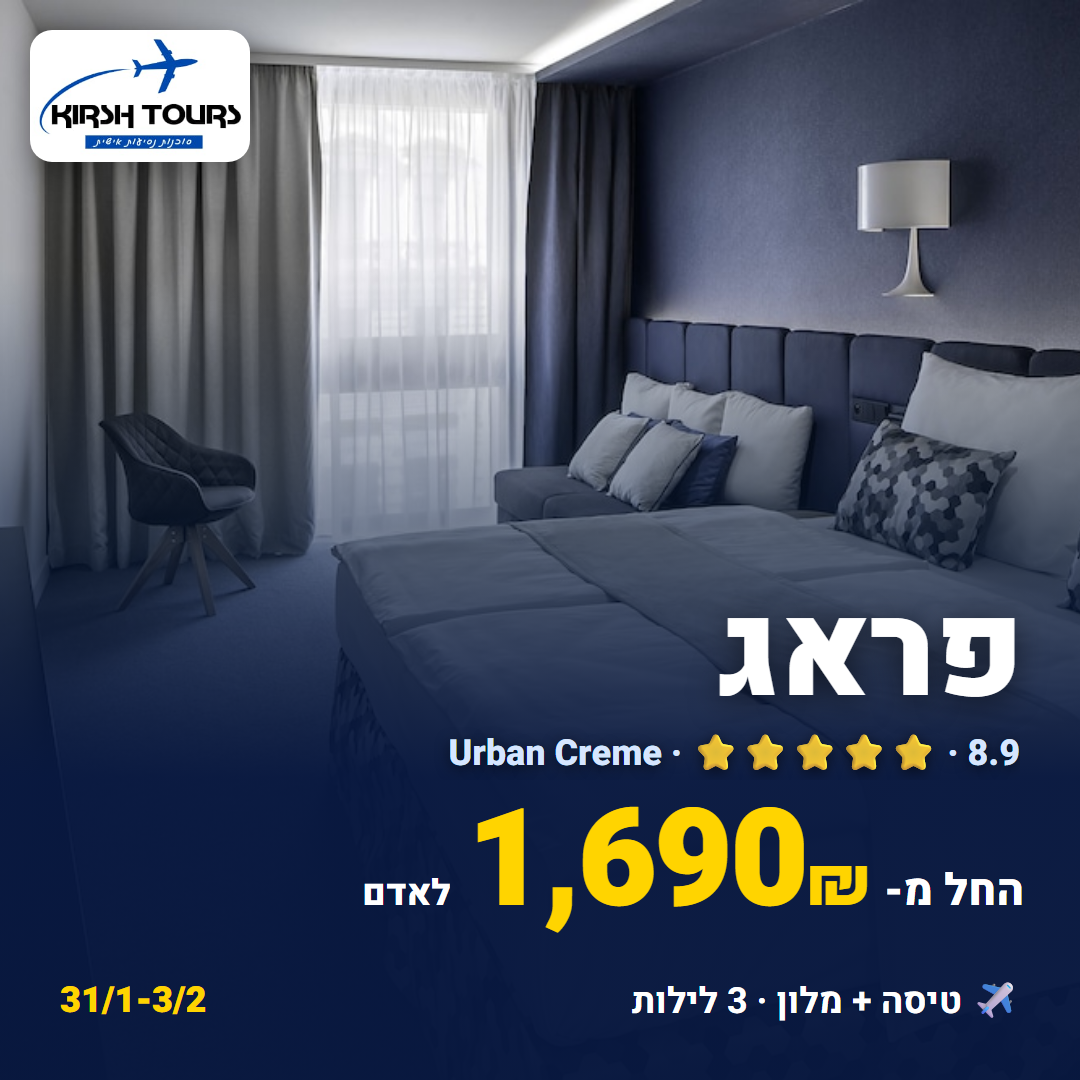 KIRSH TOURS
סוכנות נסיעות אישית
פראג
8.9 · ⭐⭐⭐⭐⭐ · Urban Creme
החל מ- ₪1,690 לאדם
✈️ טיסה + מלון · 3 לילות
31/1-3/2